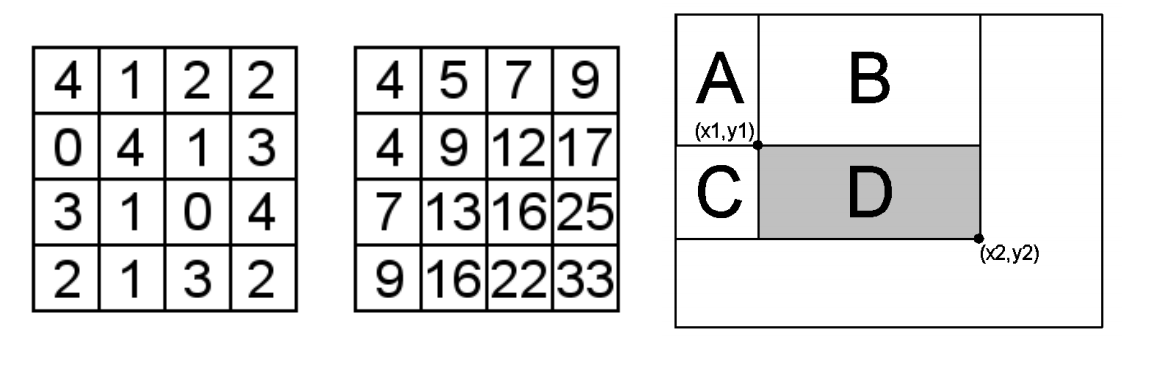 4 1 2 2
0 4 1 3
3 1 0 4
2 1 3 2
4 5 7 9
4 9 12 17
7 13 16 25
9 16 22 33
A B
(x1,y1)
C D
(x2,y2)